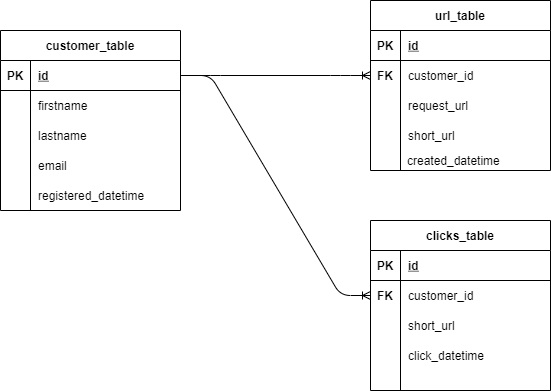 customer_table
PK id
firstname
lastname
email
registered_datetime
url_table
PK id
FK customer_id
request_url
short_url
created_datetime
clicks_table
PK id
FK customer_id
short_url
click_datetime